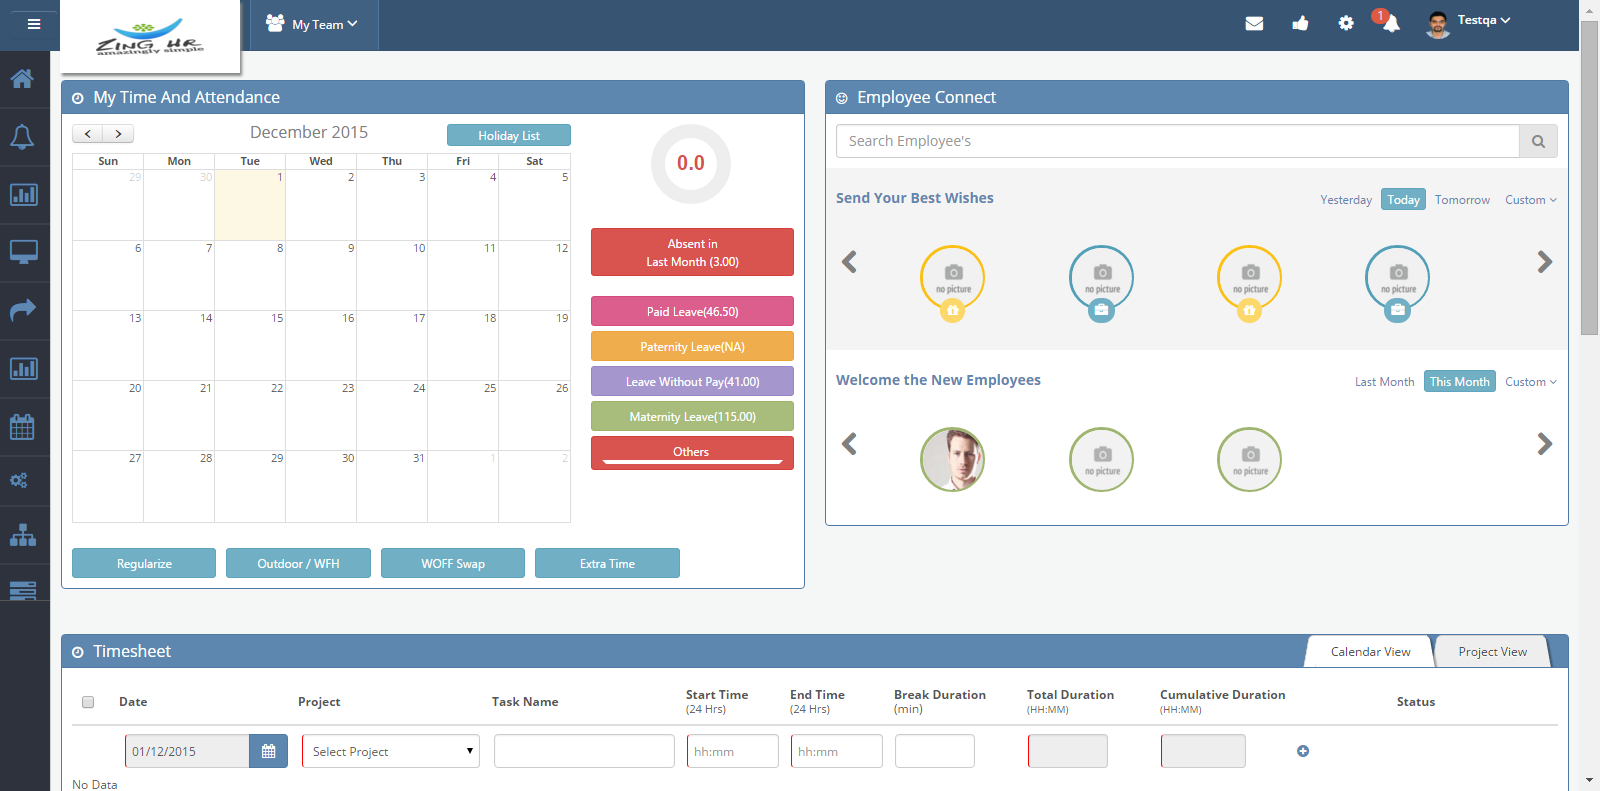 ZING HR
amazingly simple
My Team
1
Testqa
My Time And Attendance
December 2015
Holiday List
Sun Mon Tue Wed Thu Fri Sat
29 30 1 2 3 4 5
6 7 8 9 10 11 12
13 14 15 16 17 18 19
20 21 22 23 24 25 26
27 28 29 30 31 1 2
0.0
Absent in
Last Month (3.00)
Paid Leave(46.50)
Paternity Leave(NA)
Leave Without Pay(41.00)
Maternity Leave(115.00)
Others
Regularize
Outdoor / WFH
WOFF Swap
Extra Time
Employee Connect
Search Employee's
Send Your Best Wishes
Yesterday Today Tomorrow Custom
no picture no picture no picture no picture
Welcome the New Employees
Last Month This Month Custom
no picture no picture
Timesheet
Calendar View Project View
Date Project Task Name Start Time End Time Break Duration Total Duration Cumulative Duration Status
(24 Hrs) (24 Hrs) (min) (HH:MM) (HH:MM)
01/12/2015 Select Project hh:mm hh:mm
No Data